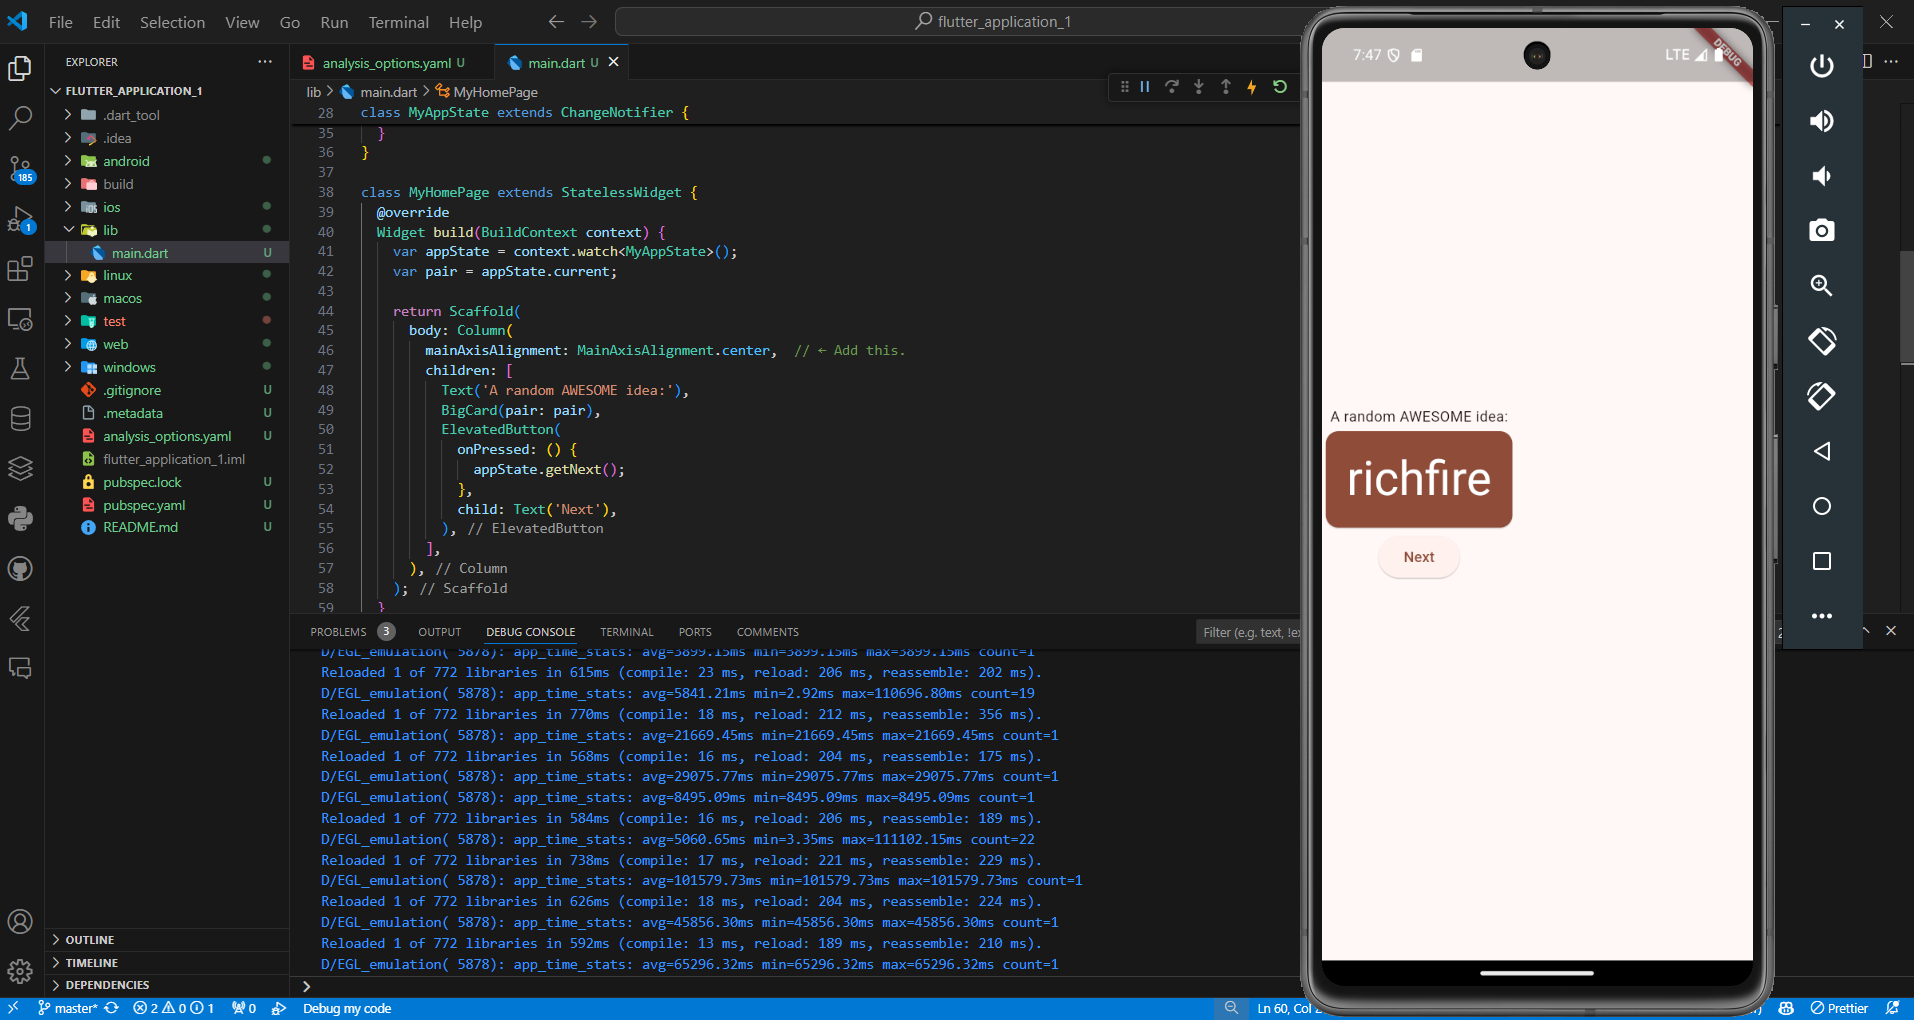 File Edit Selection View Go Run Terminal Help
flutter_application_1
EXPLORER
FLUTTER_APPLICATION_1
.dart_tool
.idea
android
build
ios
lib
main.dart U
linux
macos
test
web
windows
.gitignore U
.metadata U
analysis_options.yaml U
flutter_application_1.iml
pubspec.lock U
pubspec.yaml U
README.md U
OUTLINE
TIMELINE
DEPENDENCIES
185
1
analysis_options.yaml U
main.dart U
lib > main.dart > MyHomePage
28 class MyAppState extends ChangeNotifier {
35 }
36 }
37
38 class MyHomePage extends StatelessWidget {
39 @override
40 Widget build(BuildContext context) {
41 var appState = context.watch<MyAppState>();
42 var pair = appState.current;
43
44 return Scaffold(
45 body: Column(
46 mainAxisAlignment: MainAxisAlignment.center, // ← Add this.
47 children: [
48 Text('A random AWESOME idea:'),
49 BigCard(pair: pair),
50 ElevatedButton(
51 onPressed: () {
52 appState.getNext();
53 },
54 child: Text('Next'),
55 ), // ElevatedButton
56 ],
57 ), // Column
58 ); // Scaffold
59 }
PROBLEMS 3 OUTPUT DEBUG CONSOLE TERMINAL PORTS COMMENTS
Filter (e.g. text, !ex
D/EGL_emulation( 5878): app_time_stats: avg=3899.15ms min=3899.15ms max=3899.15ms count=1
Reloaded 1 of 772 libraries in 615ms (compile: 23 ms, reload: 206 ms, reassemble: 202 ms).
D/EGL_emulation( 5878): app_time_stats: avg=5841.21ms min=2.92ms max=110696.80ms count=19
Reloaded 1 of 772 libraries in 770ms (compile: 18 ms, reload: 212 ms, reassemble: 356 ms).
D/EGL_emulation( 5878): app_time_stats: avg=21669.45ms min=21669.45ms max=21669.45ms count=1
Reloaded 1 of 772 libraries in 568ms (compile: 16 ms, reload: 204 ms, reassemble: 175 ms).
D/EGL_emulation( 5878): app_time_stats: avg=29075.77ms min=29075.77ms max=29075.77ms count=1
D/EGL_emulation( 5878): app_time_stats: avg=8495.09ms min=8495.09ms max=8495.09ms count=1
Reloaded 1 of 772 libraries in 584ms (compile: 16 ms, reload: 206 ms, reassemble: 189 ms).
D/EGL_emulation( 5878): app_time_stats: avg=5060.65ms min=3.35ms max=111102.15ms count=22
Reloaded 1 of 772 libraries in 738ms (compile: 17 ms, reload: 221 ms, reassemble: 229 ms).
D/EGL_emulation( 5878): app_time_stats: avg=101579.73ms min=101579.73ms max=101579.73ms count=1
Reloaded 1 of 772 libraries in 626ms (compile: 18 ms, reload: 204 ms, reassemble: 224 ms).
D/EGL_emulation( 5878): app_time_stats: avg=45856.30ms min=45856.30ms max=45856.30ms count=1
Reloaded 1 of 772 libraries in 592ms (compile: 13 ms, reload: 189 ms, reassemble: 210 ms).
D/EGL_emulation( 5878): app_time_stats: avg=65296.32ms min=65296.32ms max=65296.32ms count=1
7:47 LTE
DEBUG
A random AWESOME idea:
richfire
Next
master* 2 0 1 0 Debug my code
Ln 60, Col
Prettier